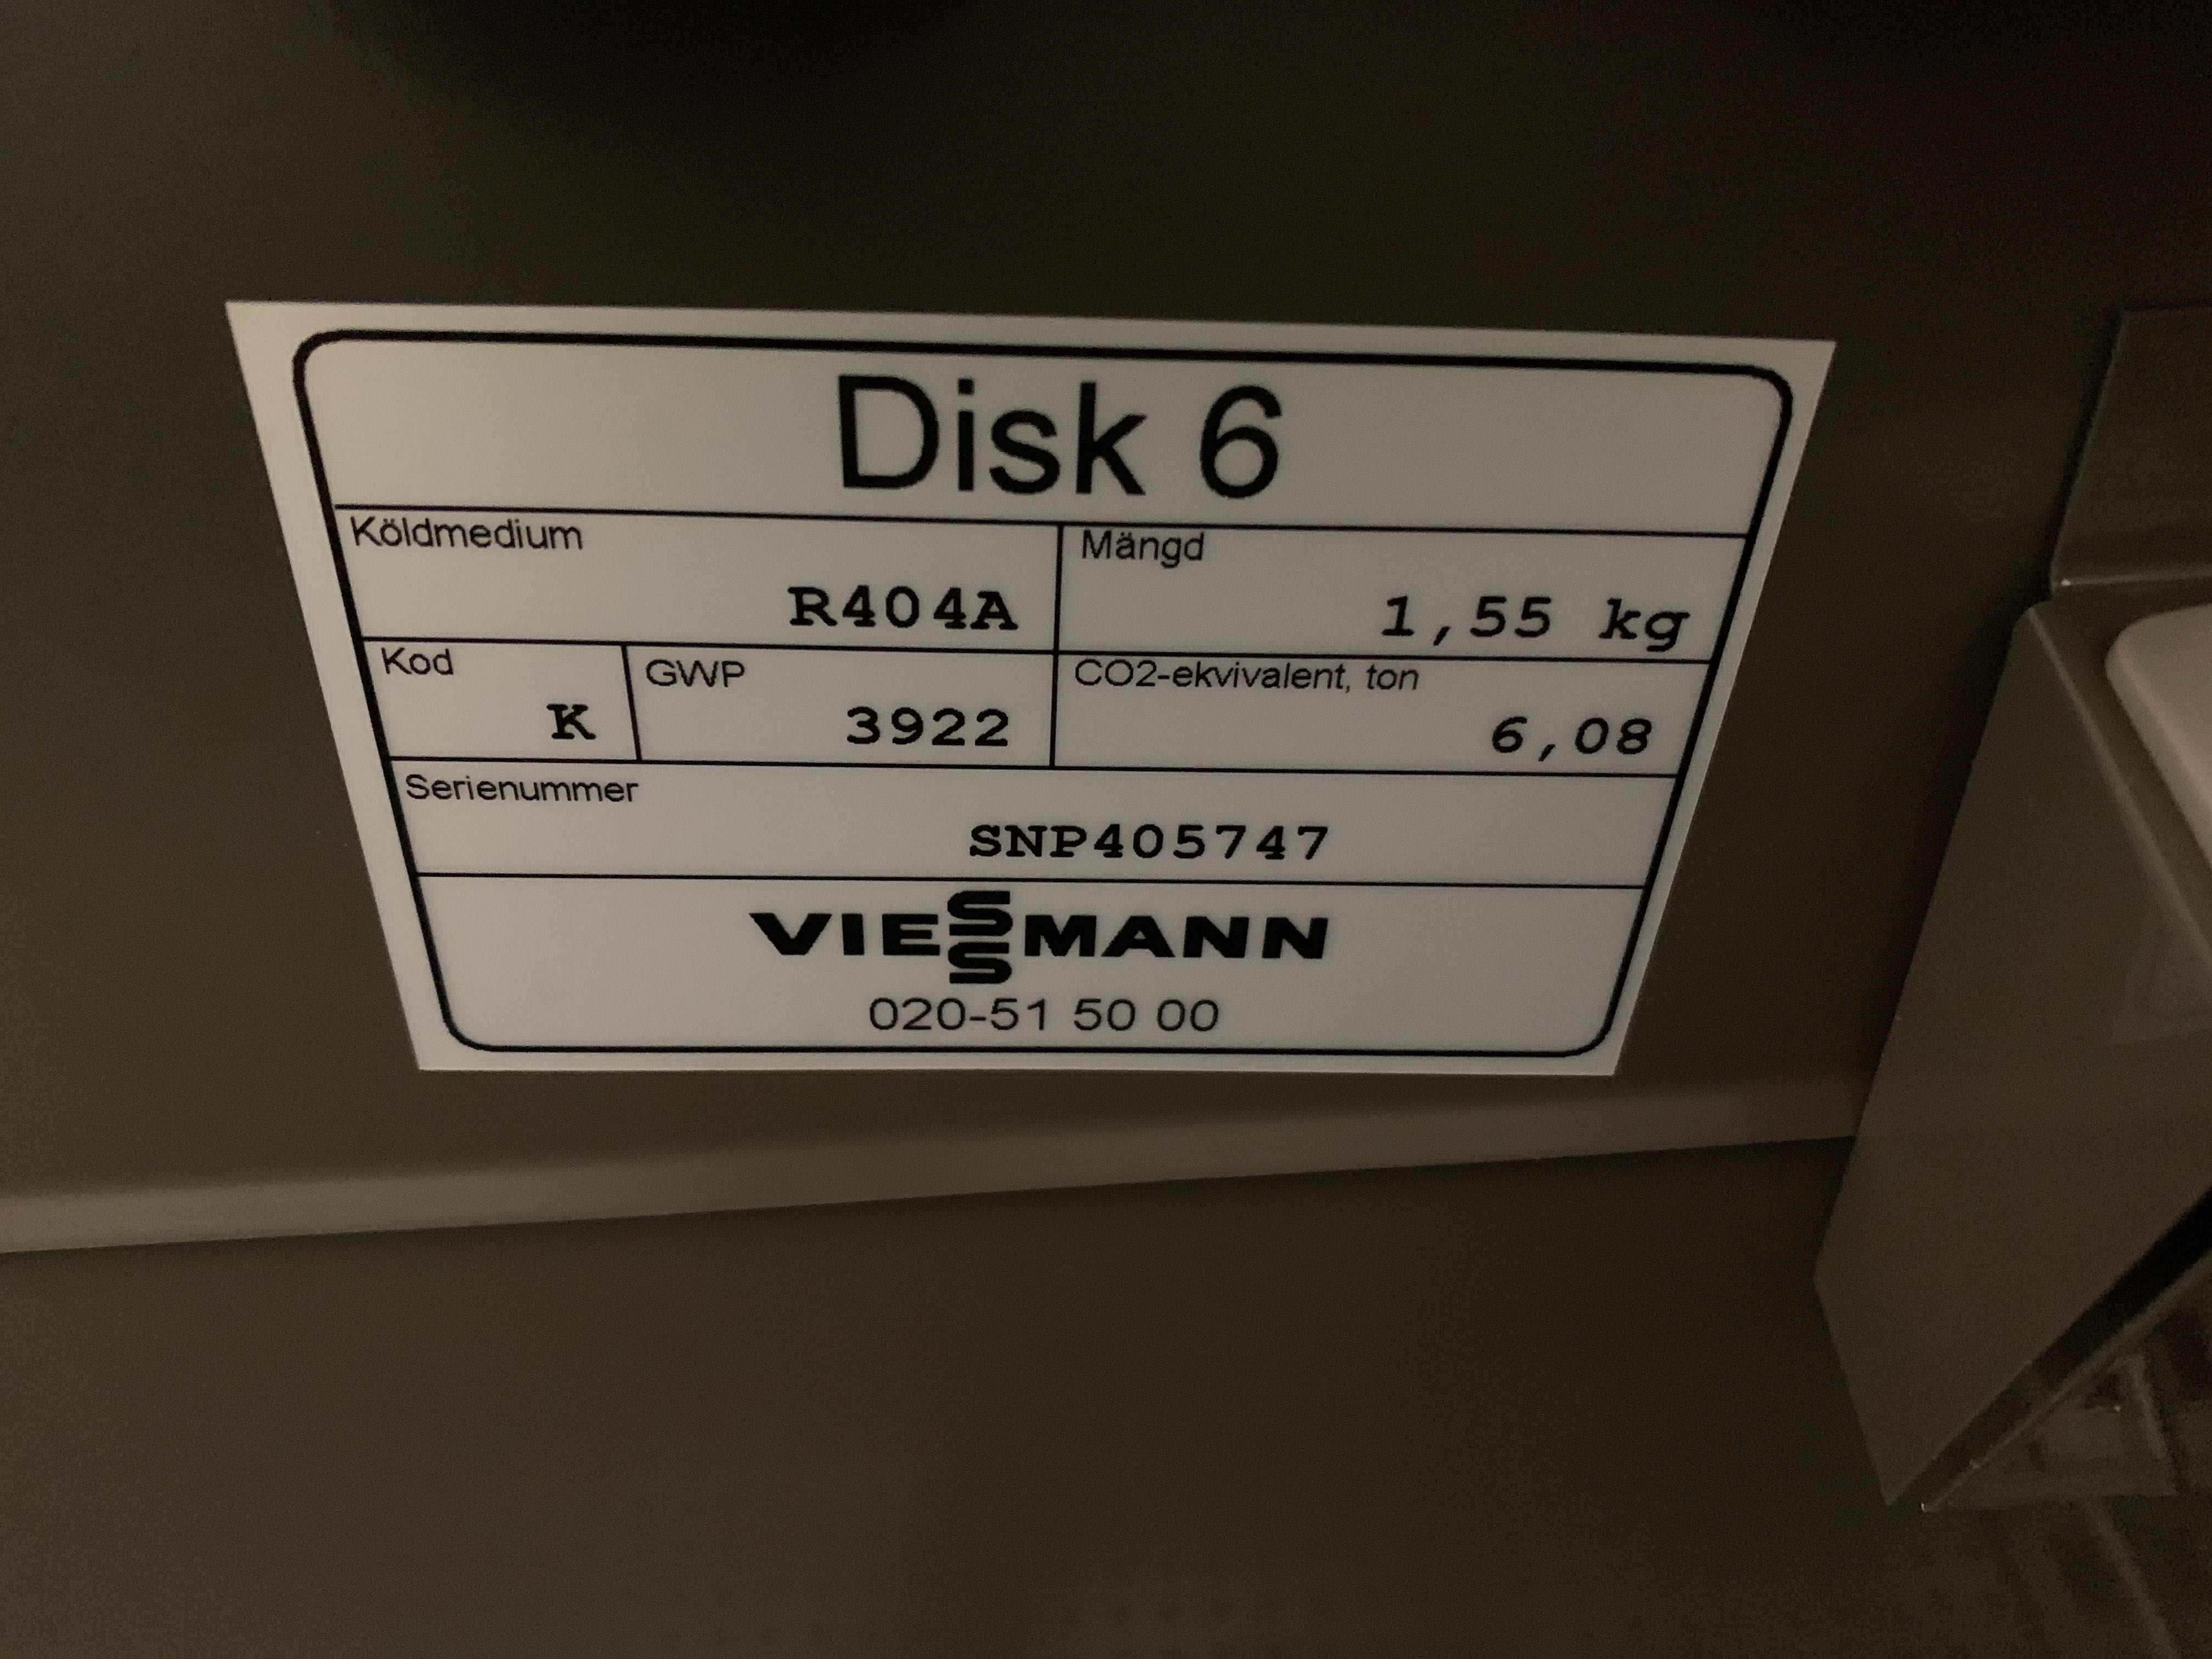 Disk 6
Köldmedium
R404A
Mängd
1,55 kg
Kod
K
GWP
3922
CO2-ekvivalent, ton
6,08
Serienummer
SNP405747
VIESSMANN
020-51 50 00